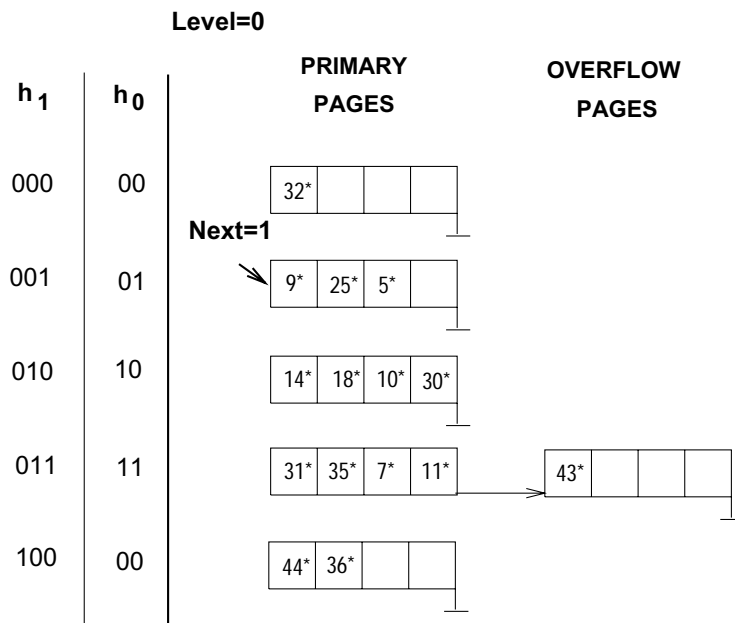 Level=0
h1 h0 PRIMARY PAGES OVERFLOW PAGES
000 00 32*
Next=1
001 01 9* 25* 5*
010 10 14* 18* 10* 30*
011 11 31* 35* 7* 11* 43*
100 00 44* 36*